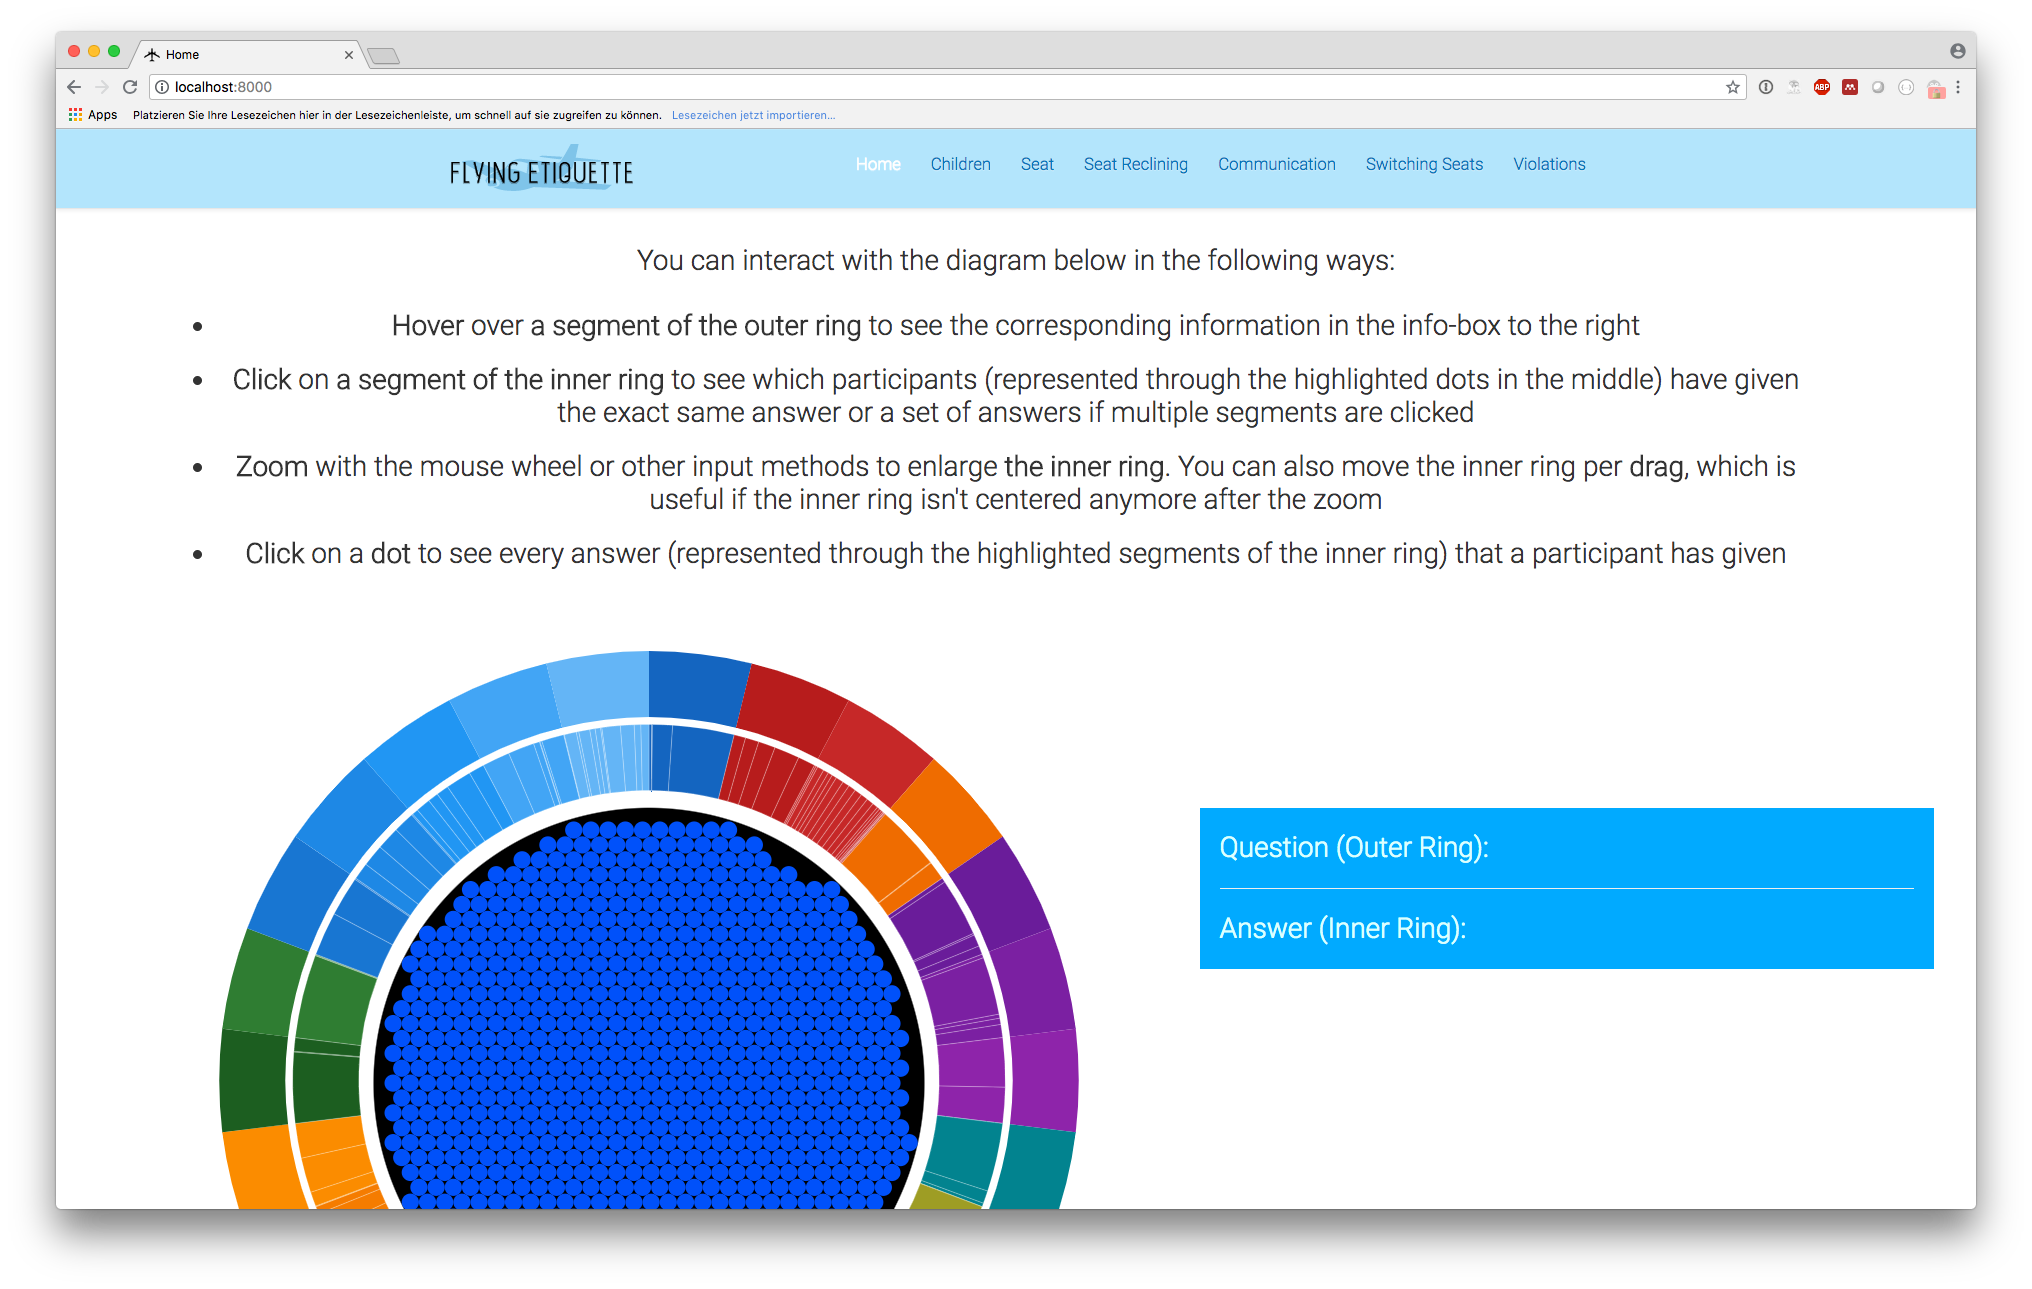 Home
localhost:8000
Apps Platzieren Sie Ihre Lesezeichen hier in der Lesezeichenleiste, um schnell auf sie zugreifen zu können. Lesezeichen jetzt importieren...
ABP
FLYING ETIQUETTE
Home Children Seat Seat Reclining Communication Switching Seats Violations
You can interact with the diagram below in the following ways:
• Hover over a segment of the outer ring to see the corresponding information in the info-box to the right
• Click on a segment of the inner ring to see which participants (represented through the highlighted dots in the middle) have given
the exact same answer or a set of answers if multiple segments are clicked
• Zoom with the mouse wheel or other input methods to enlarge the inner ring. You can also move the inner ring per drag, which is
useful if the inner ring isn't centered anymore after the zoom
• Click on a dot to see every answer (represented through the highlighted segments of the inner ring) that a participant has given
Question (Outer Ring):
Answer (Inner Ring):